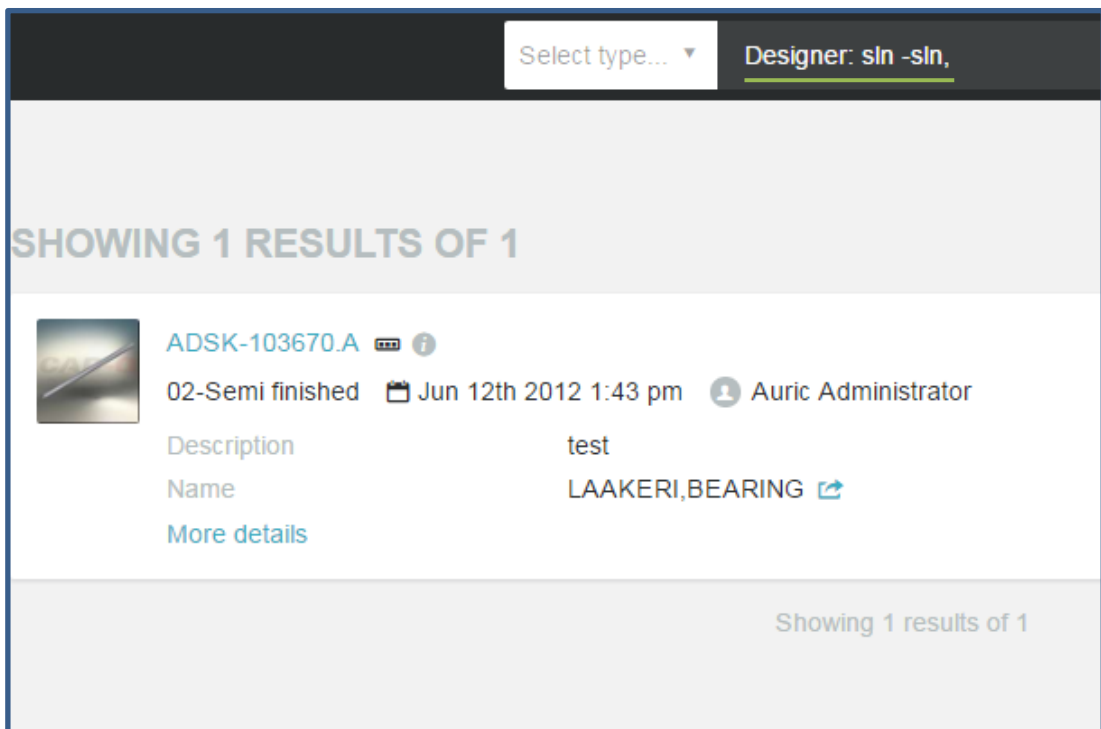 Select type... Designer: sln -sln,
SHOWING 1 RESULTS OF 1
ADSK-103670.A
02-Semi finished Jun 12th 2012 1:43 pm Auric Administrator
Description test
Name LAAKERI,BEARING
More details
Showing 1 results of 1